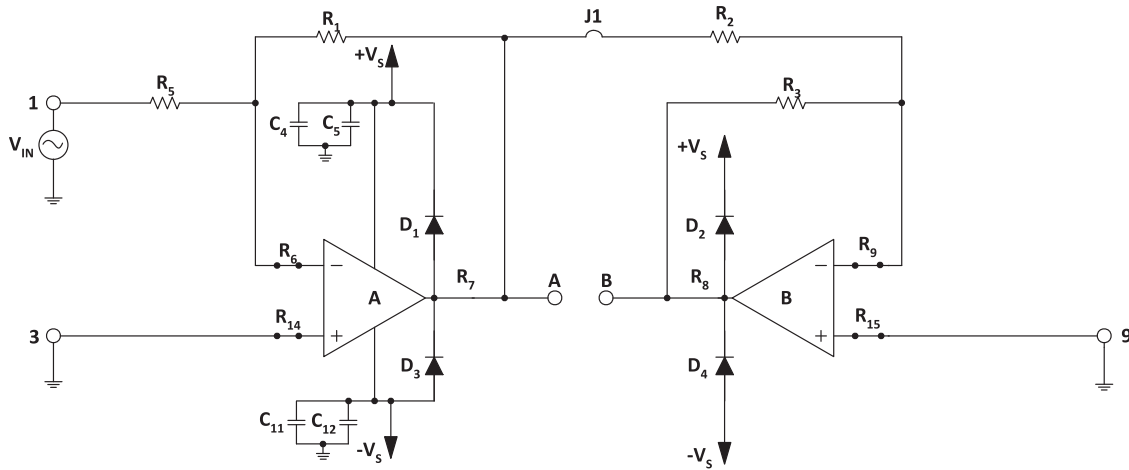 R1
J1
R2
+VS
R5
1
R3
C4
C5
VIN
+VS
D1
D2
R6
−
R7
A
B
R8
−
R9
A
B
3
R14
+
+
R15
9
D3
D4
C11
C12
-VS
-VS